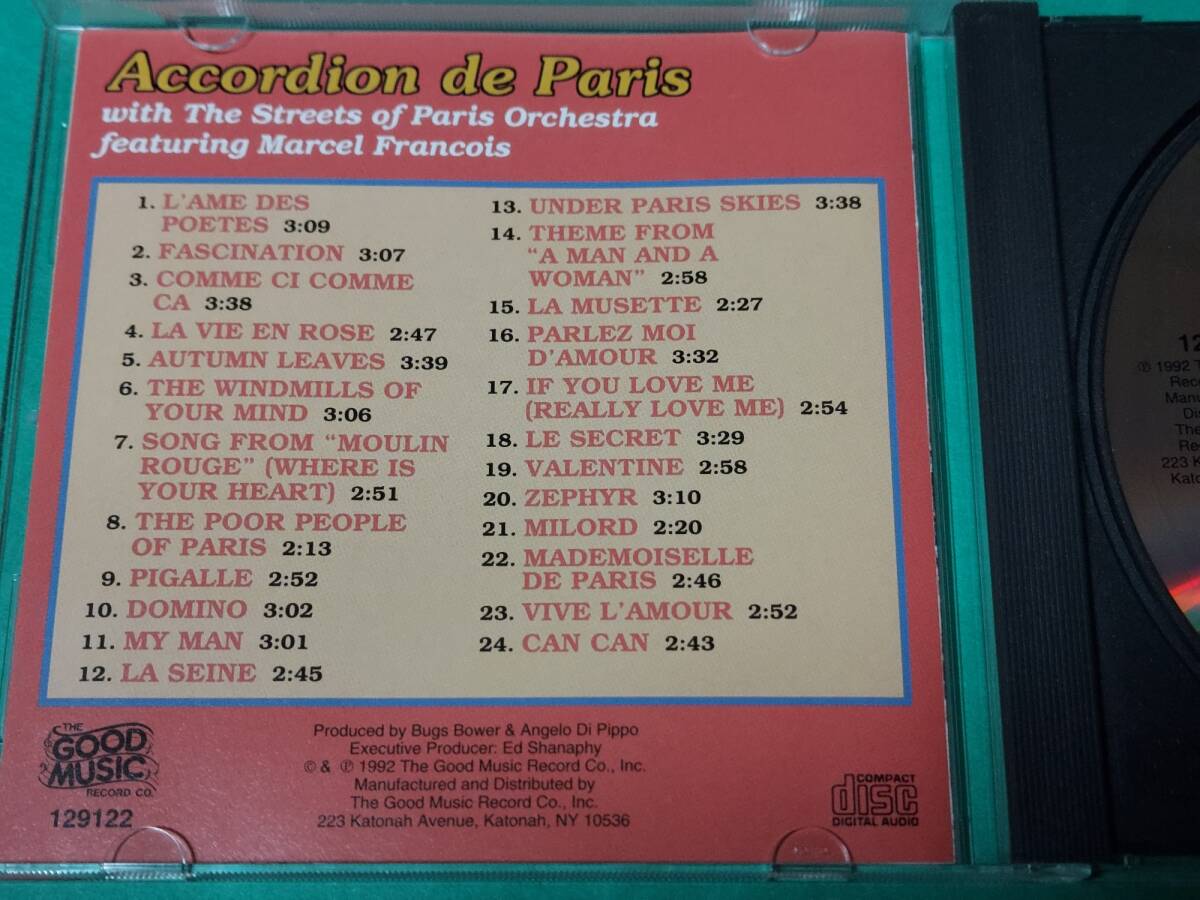 Accordion de Paris
with The Streets of Paris Orchestra
featuring Marcel Francois
1. L'AME DES
POETES 3:09
2. FASCINATION 3:07
3. COMME CI COMME
CA 3:38
4. LA VIE EN ROSE 2:47
5. AUTUMN LEAVES 3:39
6. THE WINDMILLS OF
YOUR MIND 3:06
7. SONG FROM "MOULIN
ROUGE" (WHERE IS
YOUR HEART) 2:51
8. THE POOR PEOPLE
OF PARIS 2:13
9. PIGALLE 2:52
10. DOMINO 3:02
11. MY MAN 3:01
12. LA SEINE 2:45
13. UNDER PARIS SKIES 3:38
14. THEME FROM
"A MAN AND A
WOMAN" 2:58
15. LA MUSETTE 2:27
16. PARLEZ MOI
D'AMOUR 3:32
17. IF YOU LOVE ME
(REALLY LOVE ME) 2:54
18. LE SECRET 3:29
19. VALENTINE 2:58
20. ZEPHYR 3:10
21. MILORD 2:20
22. MADEMOISELLE
DE PARIS 2:46
23. VIVE L'AMOUR 2:52
24. CAN CAN 2:43
THE
GOOD
MUSIC
RECORD CO.
129122
Produced by Bugs Bower & Angelo Di Pippo
Executive Producer: Ed Shanaphy
© & ℗ 1992 The Good Music Record Co., Inc.
Manufactured and Distributed by
The Good Music Record Co., Inc.
223 Katonah Avenue, Katonah, NY 10536
COMPACT
disc
DIGITAL AUDIO
12
℗ 1992 T
Reco
Manu
Di
The
Re
223 K
Kato